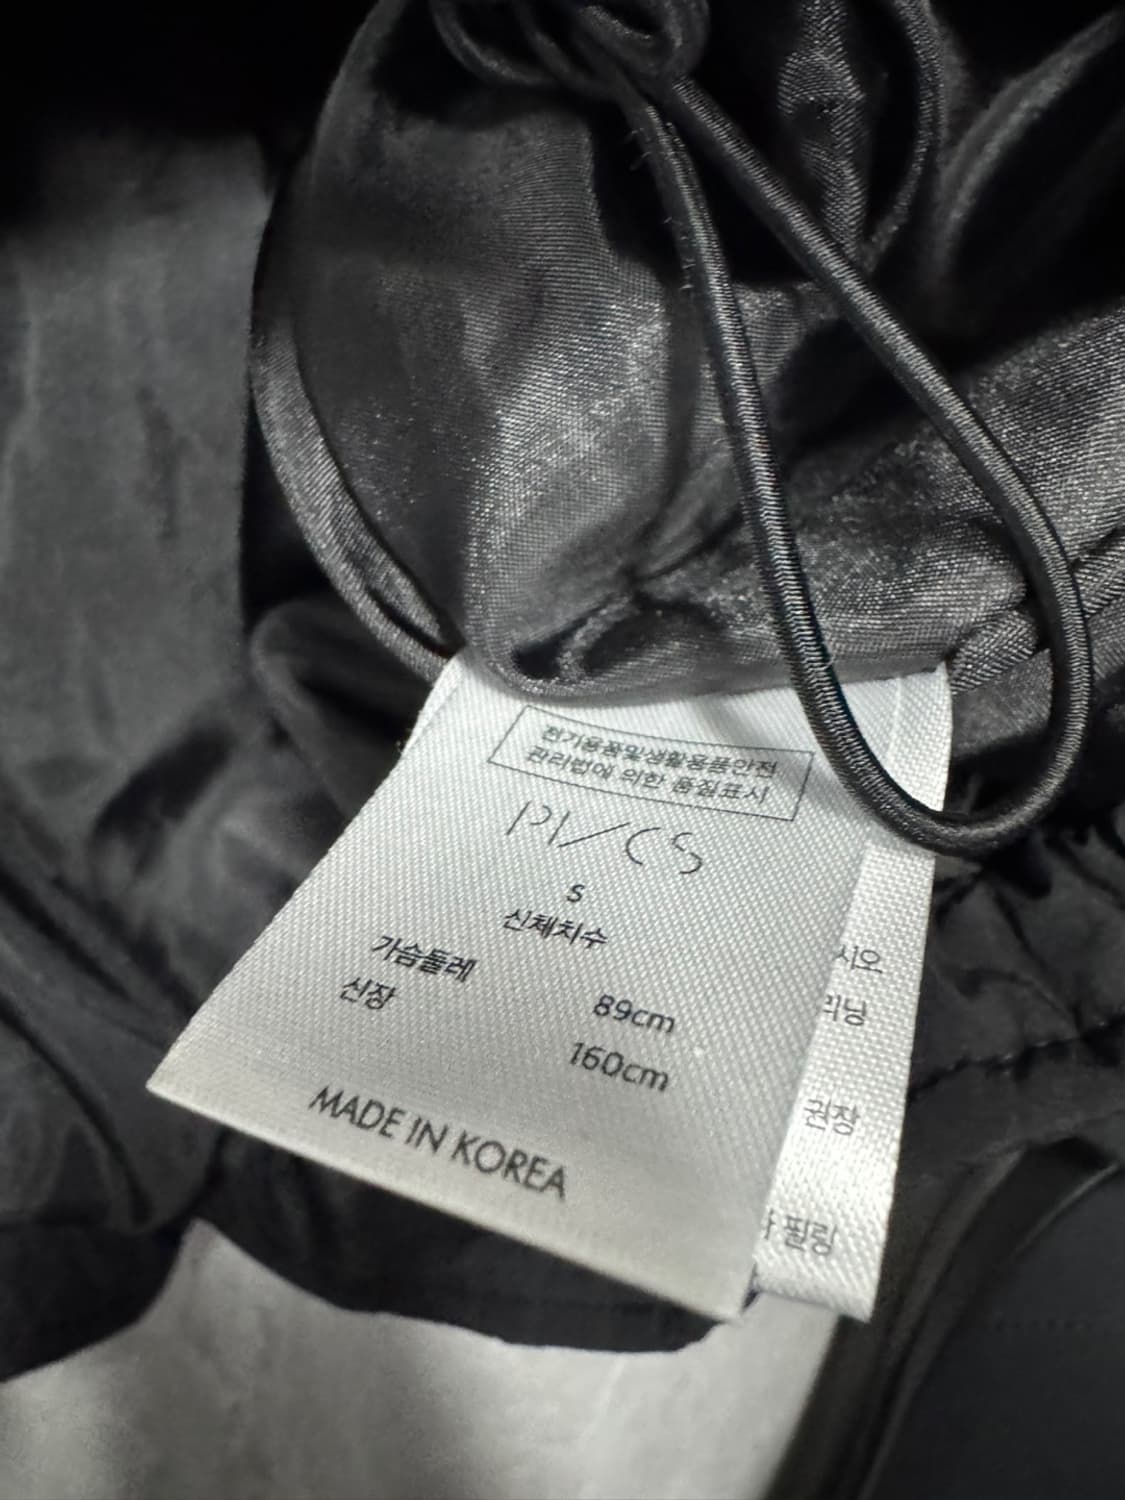 전기용품및생활용품안전
관리법에 의한 품질표시
S
신체치수
가슴둘레 89cm
신장 160cm
MADE IN KOREA
시오
권장
필링